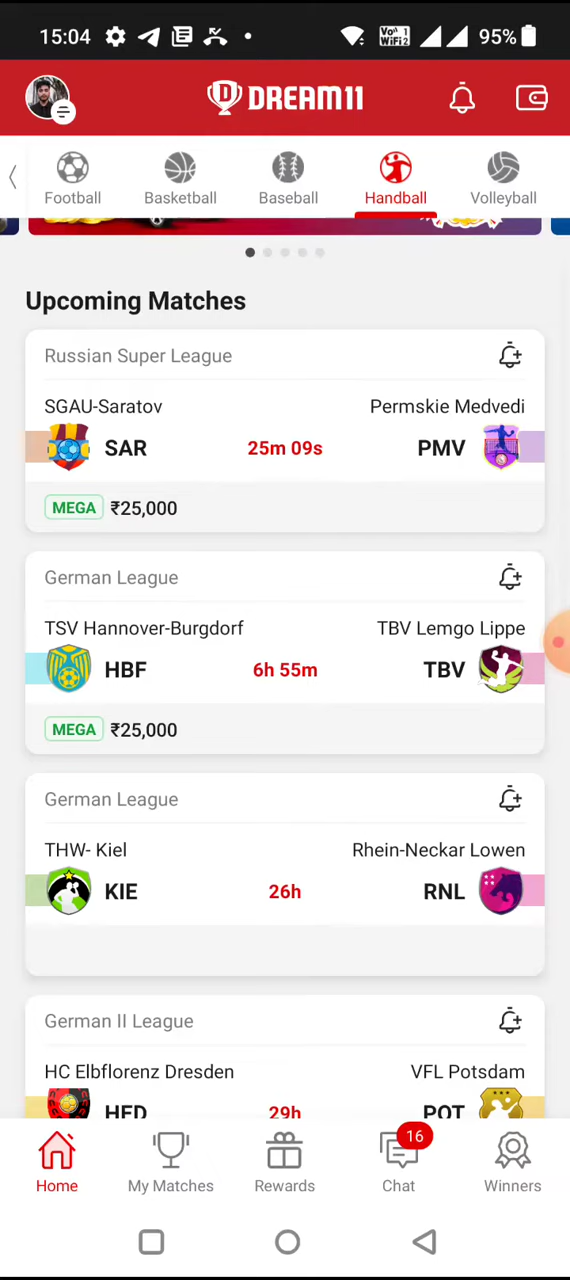 15:04 Vo)) 1 WiFi2 95%
DREAM11
Football Basketball Baseball Handball Volleyball
Upcoming Matches
Russian Super League
SGAU-Saratov Permskie Medvedi
SAR 25m 09s PMV
MEGA ₹25,000
German League
TSV Hannover-Burgdorf TBV Lemgo Lippe
HBF 6h 55m TBV
MEGA ₹25,000
German League
THW- Kiel Rhein-Neckar Lowen
KIE 26h RNL
German II League
HC Elbflorenz Dresden VFL Potsdam
HED 29h POT
16
Home My Matches Rewards Chat Winners